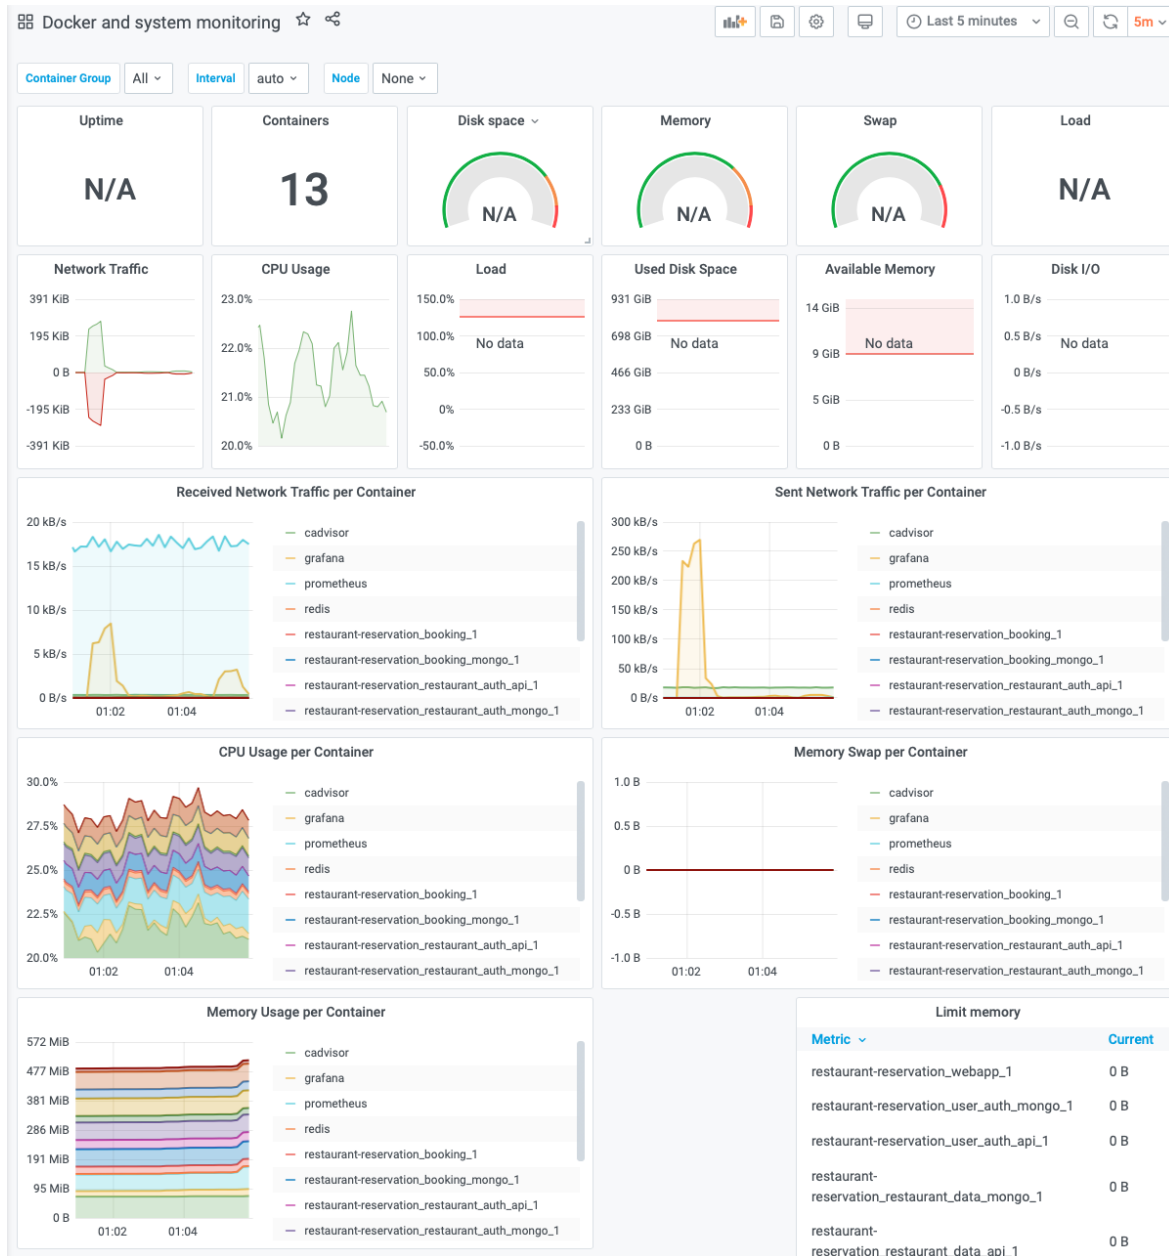 Docker and system monitoring
Last 5 minutes
5m
Container Group All Interval auto Node None
Uptime
N/A
Containers
13
Disk space
N/A
Memory
N/A
Swap
N/A
Load
N/A
Network Traffic
391 KiB
195 KiB
0 B
-195 KiB
-391 KiB
CPU Usage
23.0%
22.0%
21.0%
20.0%
Load
150.0%
100.0%
No data
50.0%
0%
-50.0%
Used Disk Space
931 GiB
698 GiB
No data
466 GiB
233 GiB
0 B
Available Memory
14 GiB
No data
9 GiB
5 GiB
0 B
Disk I/O
1.0 B/s
0.5 B/s
No data
0 B/s
-0.5 B/s
-1.0 B/s
Received Network Traffic per Container
20 kB/s
15 kB/s
10 kB/s
5 kB/s
0 B/s
01:02 01:04
cadvisor
grafana
prometheus
redis
restaurant-reservation_booking_1
restaurant-reservation_booking_mongo_1
restaurant-reservation_restaurant_auth_api_1
restaurant-reservation_restaurant_auth_mongo_1
Sent Network Traffic per Container
300 kB/s
250 kB/s
200 kB/s
150 kB/s
100 kB/s
50 kB/s
0 B/s
01:02 01:04
cadvisor
grafana
prometheus
redis
restaurant-reservation_booking_1
restaurant-reservation_booking_mongo_1
restaurant-reservation_restaurant_auth_api_1
restaurant-reservation_restaurant_auth_mongo_1
CPU Usage per Container
30.0%
27.5%
25.0%
22.5%
20.0%
01:02 01:04
cadvisor
grafana
prometheus
redis
restaurant-reservation_booking_1
restaurant-reservation_booking_mongo_1
restaurant-reservation_restaurant_auth_api_1
restaurant-reservation_restaurant_auth_mongo_1
Memory Swap per Container
1.0 B
0.5 B
0 B
-0.5 B
-1.0 B
01:02 01:04
cadvisor
grafana
prometheus
redis
restaurant-reservation_booking_1
restaurant-reservation_booking_mongo_1
restaurant-reservation_restaurant_auth_api_1
restaurant-reservation_restaurant_auth_mongo_1
Memory Usage per Container
572 MiB
477 MiB
381 MiB
286 MiB
191 MiB
95 MiB
0 B
01:02 01:04
cadvisor
grafana
prometheus
redis
restaurant-reservation_booking_1
restaurant-reservation_booking_mongo_1
restaurant-reservation_restaurant_auth_api_1
restaurant-reservation_restaurant_auth_mongo_1
Limit memory
Metric Current
restaurant-reservation_webapp_1 0 B
restaurant-reservation_user_auth_mongo_1 0 B
restaurant-reservation_user_auth_api_1 0 B
restaurant-
reservation_restaurant_data_mongo_1 0 B
restaurant-
reservation_restaurant_data_api_1 0 B